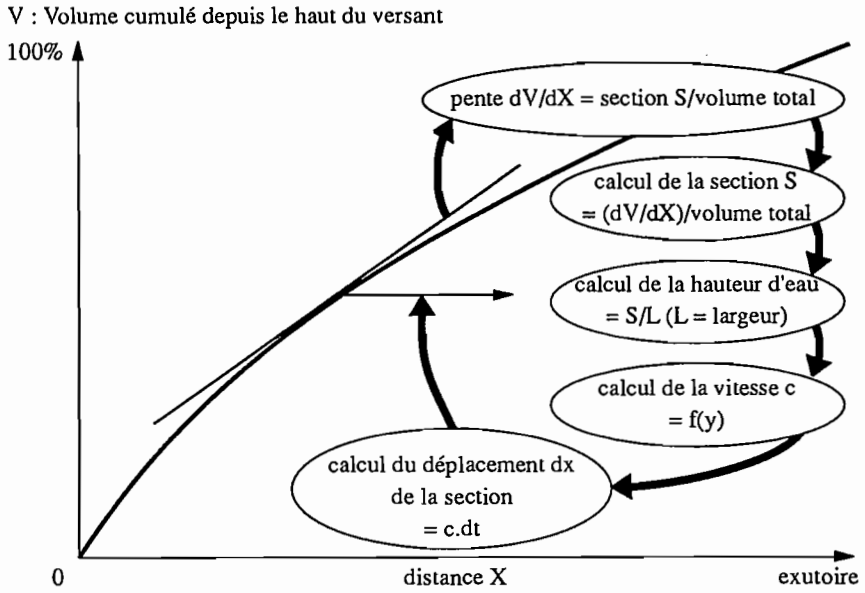 V : Volume cumulé depuis le haut du versant
100%
pente dV/dX = section S/volume total
calcul de la section S
= (dV/dX)/volume total
calcul de la hauteur d'eau
= S/L (L = largeur)
calcul de la vitesse c
= f(y)
calcul du déplacement dx
de la section
= c.dt
0
distance X
exutoire